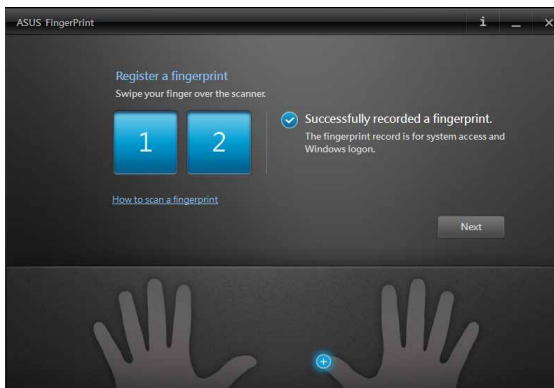 ASUS FingerPrint
Register a fingerprint
Swipe your finger over the scanner.
1 2
Successfully recorded a fingerprint.
The fingerprint record is for system access and
Windows logon.
How to scan a fingerprint
Next